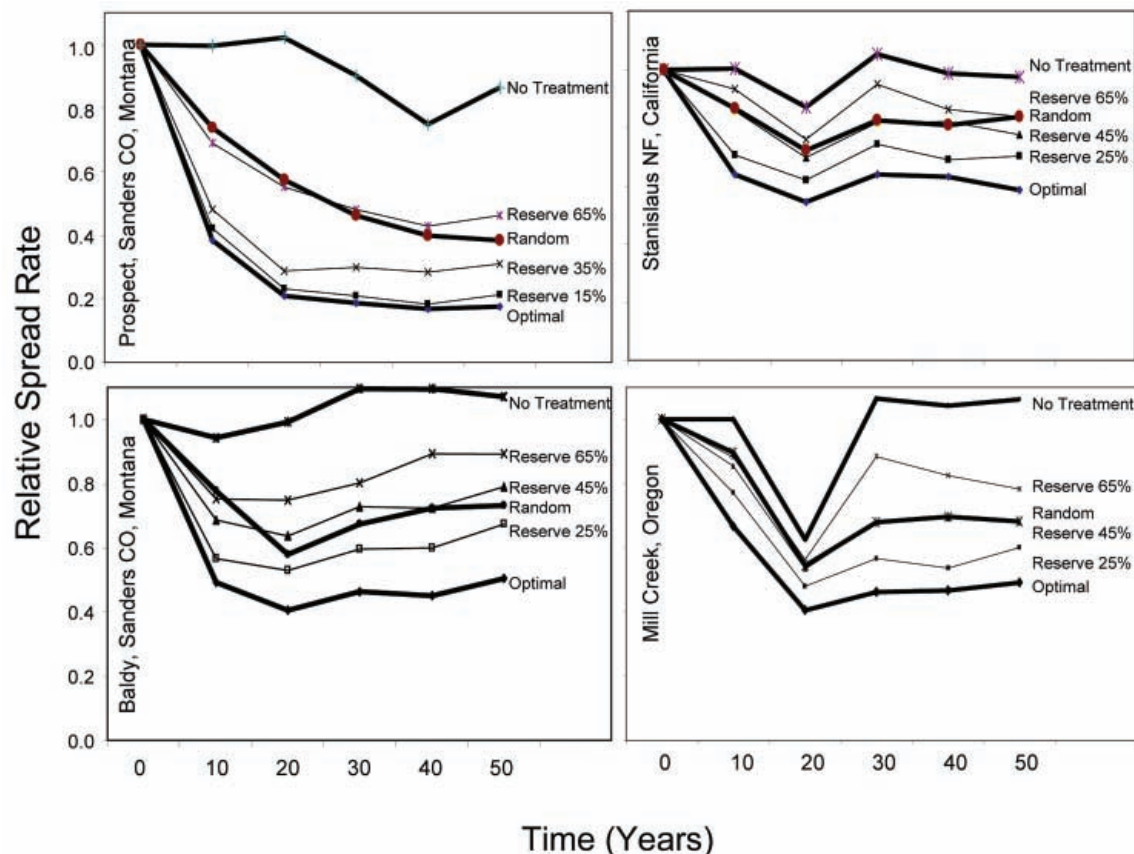 Relative Spread Rate
Prospect, Sanders CO, Montana
1.0
0.8
0.6
0.4
0.2
0.0
No Treatment
Reserve 65%
Random
Reserve 35%
Reserve 15%
Optimal
Stanislaus NF, California
No Treatment
Reserve 65%
Random
Reserve 45%
Reserve 25%
Optimal
Baldy, Sanders CO, Montana
1.0
0.8
0.6
0.4
0.2
0.0
No Treatment
Reserve 65%
Reserve 45%
Random
Reserve 25%
Optimal
0 10 20 30 40 50
Mill Creek, Oregon
No Treatment
Reserve 65%
Random
Reserve 45%
Reserve 25%
Optimal
0 10 20 30 40 50
Time (Years)